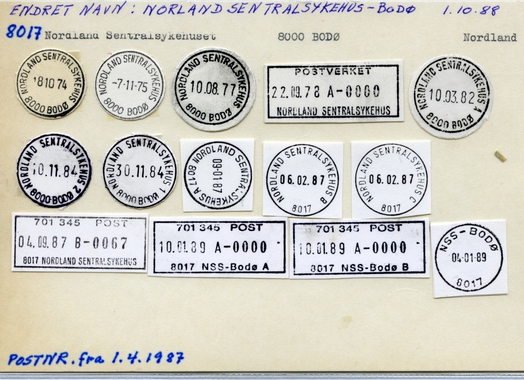 ENDRET NAVN: NORLAND SENTRALSYKEHUS-BODØ 1.10.88
8017 Nordland Sentralsykehuset 8000 BODØ Nordland
NORDLAND SENTRALSYKEHUS
18 10 74
8000 BODØ
NORDLAND SENTRALSYKEHUS
-7-11-75
8000 BODØ
NORDLAND SENTRALSYKEHUS
10.08.77
8000 BODØ
POSTVERKET
22.09.78 A-0000
NORDLAND SENTRALSYKEHUS
NORDLAND SENTRALSYKEHUS 1
10.03.82
8000 BODØ
NORDLAND SENTRALSYKEHUS 2
30.11.84
8000 BODØ
NORDLAND SENTRALSYKEHUS
30.11.84
8000 BODØ
8017 NORDLAND SENTRALSYKEHUS A
NORDLAND SENTRALSYKEHUS
06.02.87
8017 B
NORDLAND SENTRALSYKEHUS
06.02.87
8017 C
701 345 POST
04.09.87 B-0067
8017 NORDLAND SENTRALSYKEHUS
701 345 POST
10.01.89 A-0000
8017 NSS-Bodø A
701 345 POST
10.01.89 A-0000
8017 NSS-Bodø B
NSS-BODØ
04-01-89
8017
POSTNR. fra 1.4.1987